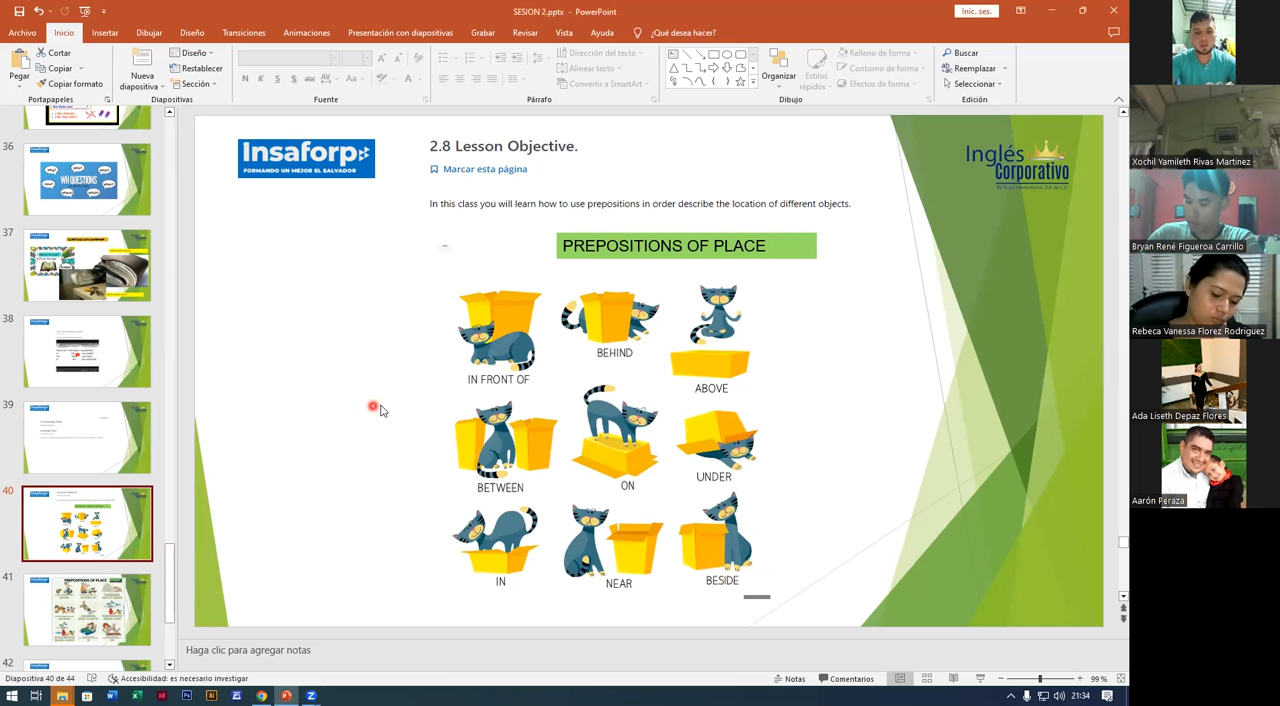 SESION 2.pptx - PowerPoint
Inic. ses.
Archivo Inicio Insertar Dibujar Diseño Transiciones Animaciones Presentación con diapositivas Grabar Revisar Vista Ayuda ¿Qué desea hacer?
Pegar
Cortar
Copiar
Copiar formato
Portapapeles
Nueva diapositiva
Diseño
Restablecer
Sección
Diapositivas
N K S S abc AV Aa A
Fuente
Párrafo
Dirección del texto
Alinear texto
Convertir a SmartArt
Organizar
Estilos rápidos
Relleno de forma
Contorno de forma
Efectos de forma
Dibujo
Buscar
Reemplazar
Seleccionar
Edición
36
WH QUESTIONS
37
38
39
40
41
PREPOSITIONS OF PLACE
42
Insaforp
FORMANDO UN MEJOR EL SALVADOR
2.8 Lesson Objective.
Marcar esta página
In this class you will learn how to use prepositions in order describe the location of different objects.
Inglés
Corporativo
PREPOSITIONS OF PLACE
IN FRONT OF
BEHIND
ABOVE
BETWEEN
ON
UNDER
IN
NEAR
BESIDE
Xochil Yamileth Rivas Martinez
Bryan René Figueroa Carrillo
Rebeca Vanessa Florez Rodriguez
Ada Liseth Depaz Flores
Aarón Peraza
Haga clic para agregar notas
Diapositiva 40 de 44
Accesibilidad: es necesario investigar
Notas
Comentarios
99 %
21:34